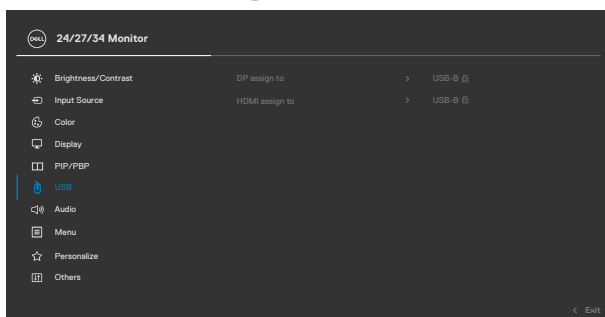 DELL 24/27/34 Monitor
Brightness/Contrast DP assign to > USB-B
Input Source HDMI assign to > USB-B
Color
Display
PIP/PBP
USB
Audio
Menu
Personalize
Others
< Exit